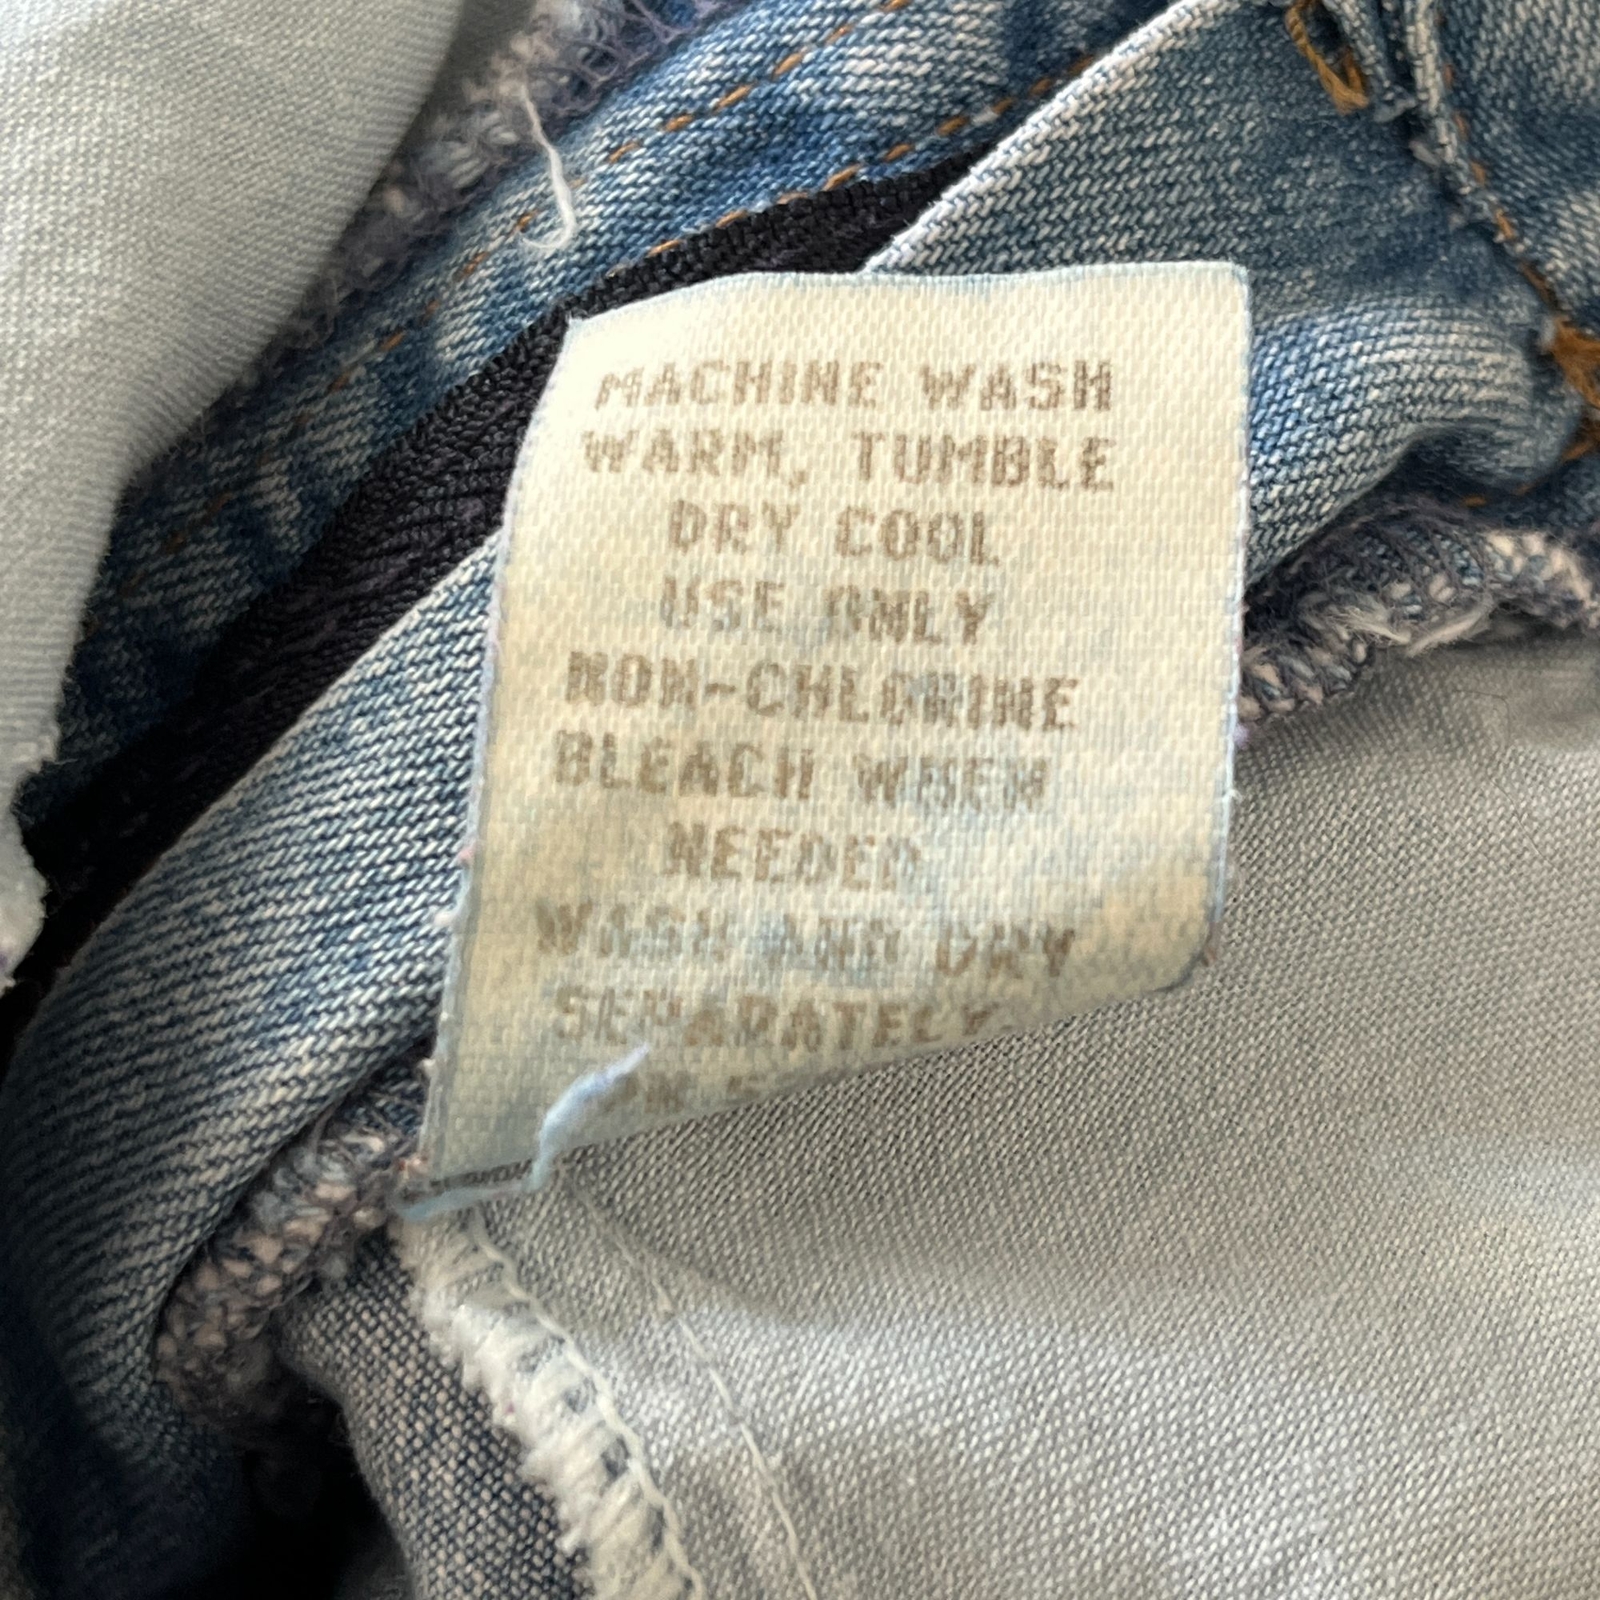 MACHINE WASH
WARM, TUMBLE
DRY COOL
USE ONLY
NON-CHLORINE
BLEACH WHEN
NEEDED
WASH AND DRY
SEPARATELY